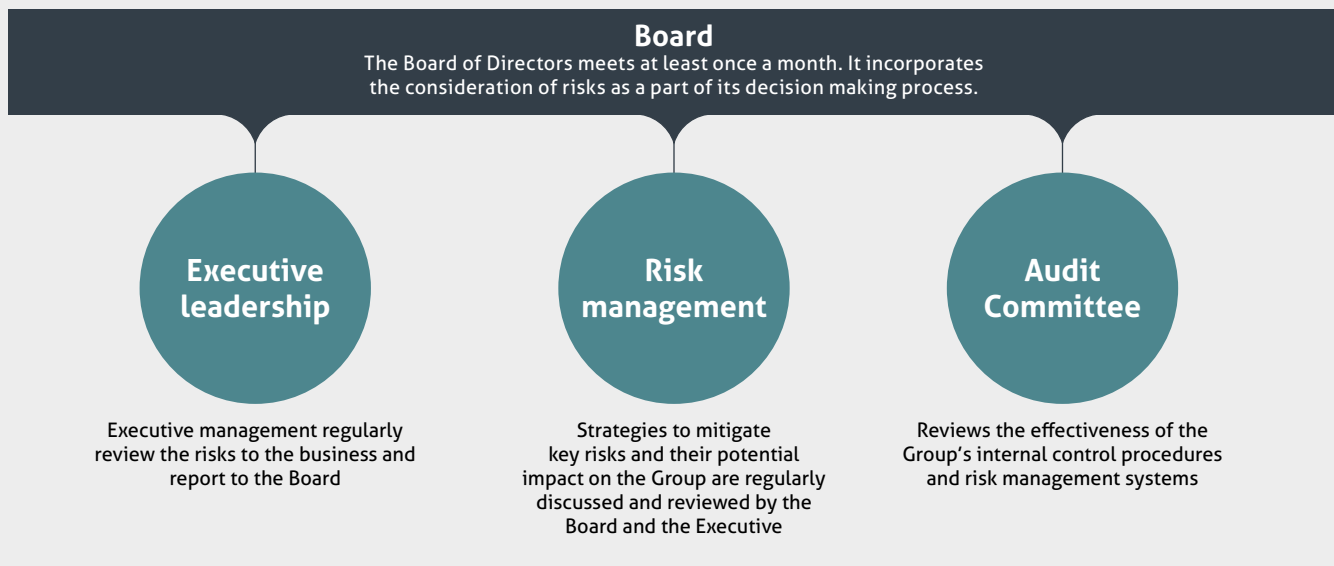 Board
The Board of Directors meets at least once a month. It incorporates
the consideration of risks as a part of its decision making process.
Executive
leadership
Executive management regularly
review the risks to the business and
report to the Board
Risk
management
Strategies to mitigate
key risks and their potential
impact on the Group are regularly
discussed and reviewed by the
Board and the Executive
Audit
Committee
Reviews the effectiveness of the
Group’s internal control procedures
and risk management systems